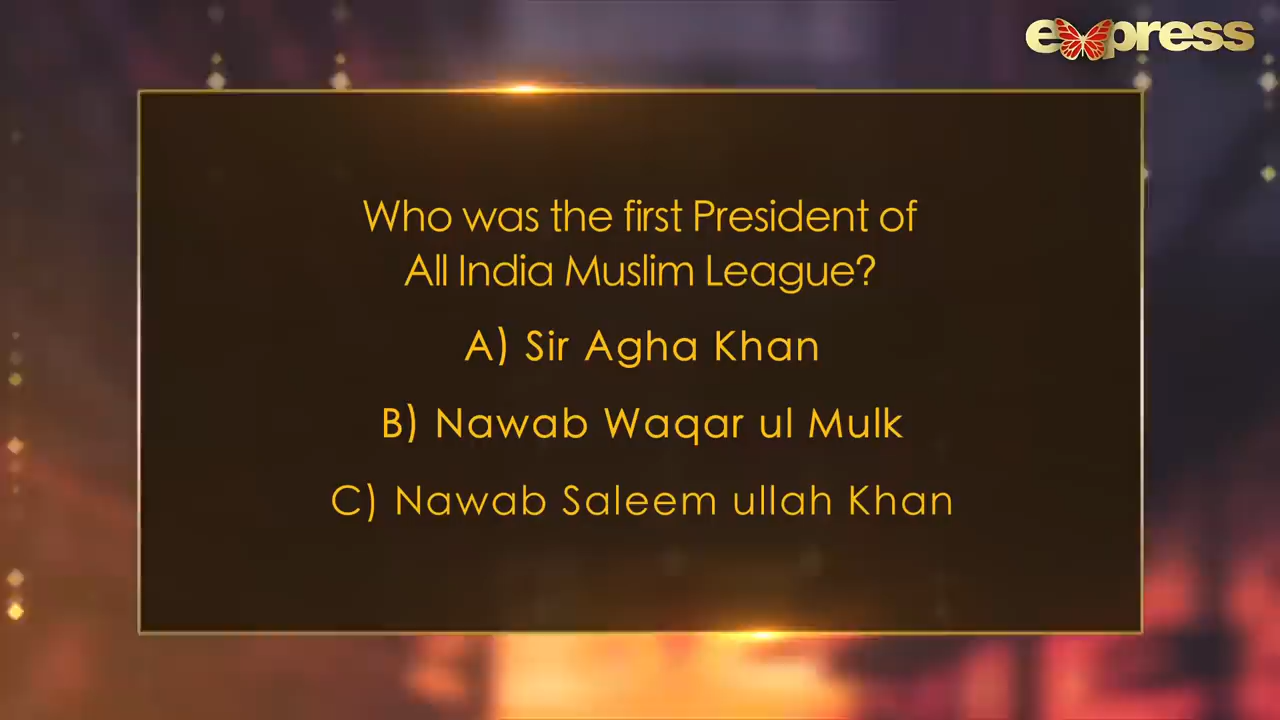 express
Who was the first President of
All India Muslim League?
A) Sir Agha Khan
B) Nawab Waqar ul Mulk
C) Nawab Saleem ullah Khan